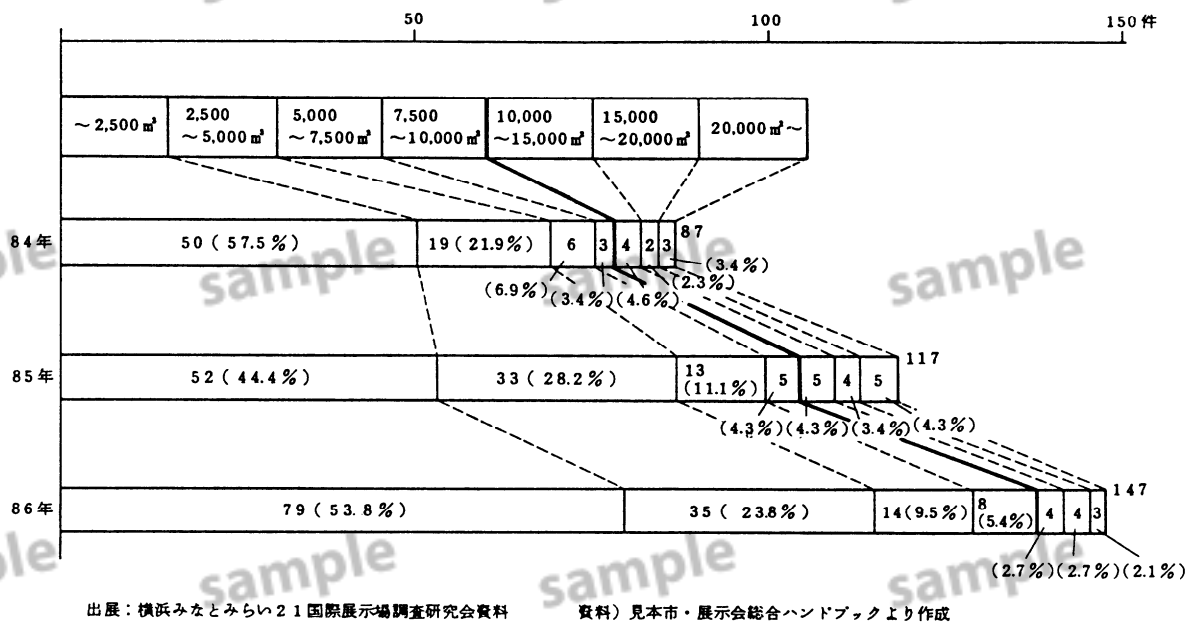 50 100 150件
～2,500㎡ 2,500～5,000㎡ 5,000～7,500㎡ 7,500～10,000㎡ 10,000～15,000㎡ 15,000～20,000㎡ 20,000㎡～
84年 50(57.5%) 19(21.9%) 6 3 4 2 3 87
(6.9%) (3.4%) (4.6%) (2.3%) (3.4%)
85年 52(44.4%) 33(28.2%) 13(11.1%) 5 5 4 5 117
(4.3%) (4.3%) (3.4%) (4.3%)
86年 79(53.8%) 35(23.8%) 14(9.5%) 8(5.4%) 4 4 3 147
(2.7%) (2.7%) (2.1%)
出展：横浜みなとみらい21国際展示場調査研究会資料 資料）見本市・展示会総合ハンドブックより作成
sample
sample
sample
sample
sample
sample